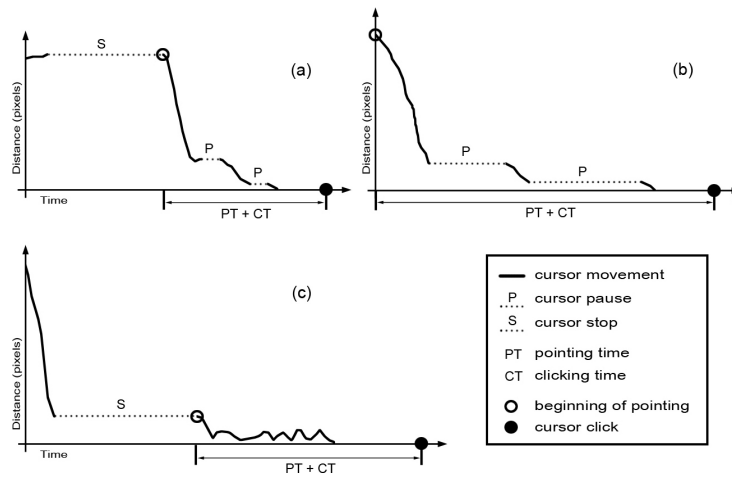 S
(a)
P
P
Distance (pixels)
Time
PT + CT
(b)
P
P
Distance (pixels)
PT + CT
(c)
S
Distance (pixels)
Time
PT + CT
cursor movement
P cursor pause
S cursor stop
PT pointing time
CT clicking time
beginning of pointing
cursor click